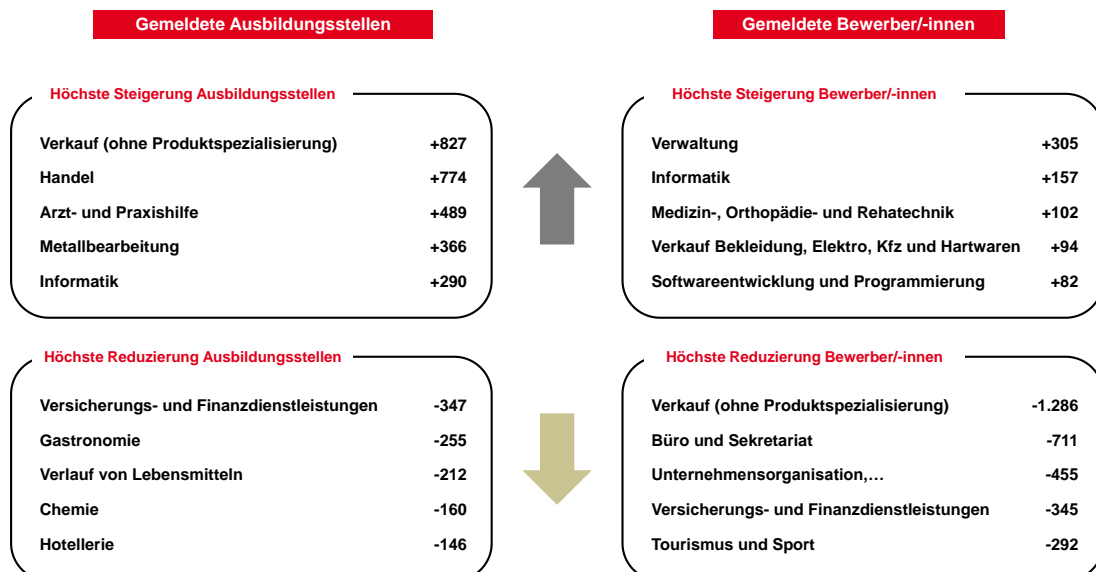 Gemeldete Ausbildungsstellen
Gemeldete Bewerber/-innen
Höchste Steigerung Ausbildungsstellen
Verkauf (ohne Produktspezialisierung) +827
Handel +774
Arzt- und Praxishilfe +489
Metallbearbeitung +366
Informatik +290
Höchste Steigerung Bewerber/-innen
Verwaltung +305
Informatik +157
Medizin-, Orthopädie- und Rehatechnik +102
Verkauf Bekleidung, Elektro, Kfz und Hartwaren +94
Softwareentwicklung und Programmierung +82
Höchste Reduzierung Ausbildungsstellen
Versicherungs- und Finanzdienstleistungen -347
Gastronomie -255
Verlauf von Lebensmitteln -212
Chemie -160
Hotellerie -146
Höchste Reduzierung Bewerber/-innen
Verkauf (ohne Produktspezialisierung) -1.286
Büro und Sekretariat -711
Unternehmensorganisation,… -455
Versicherungs- und Finanzdienstleistungen -345
Tourismus und Sport -292